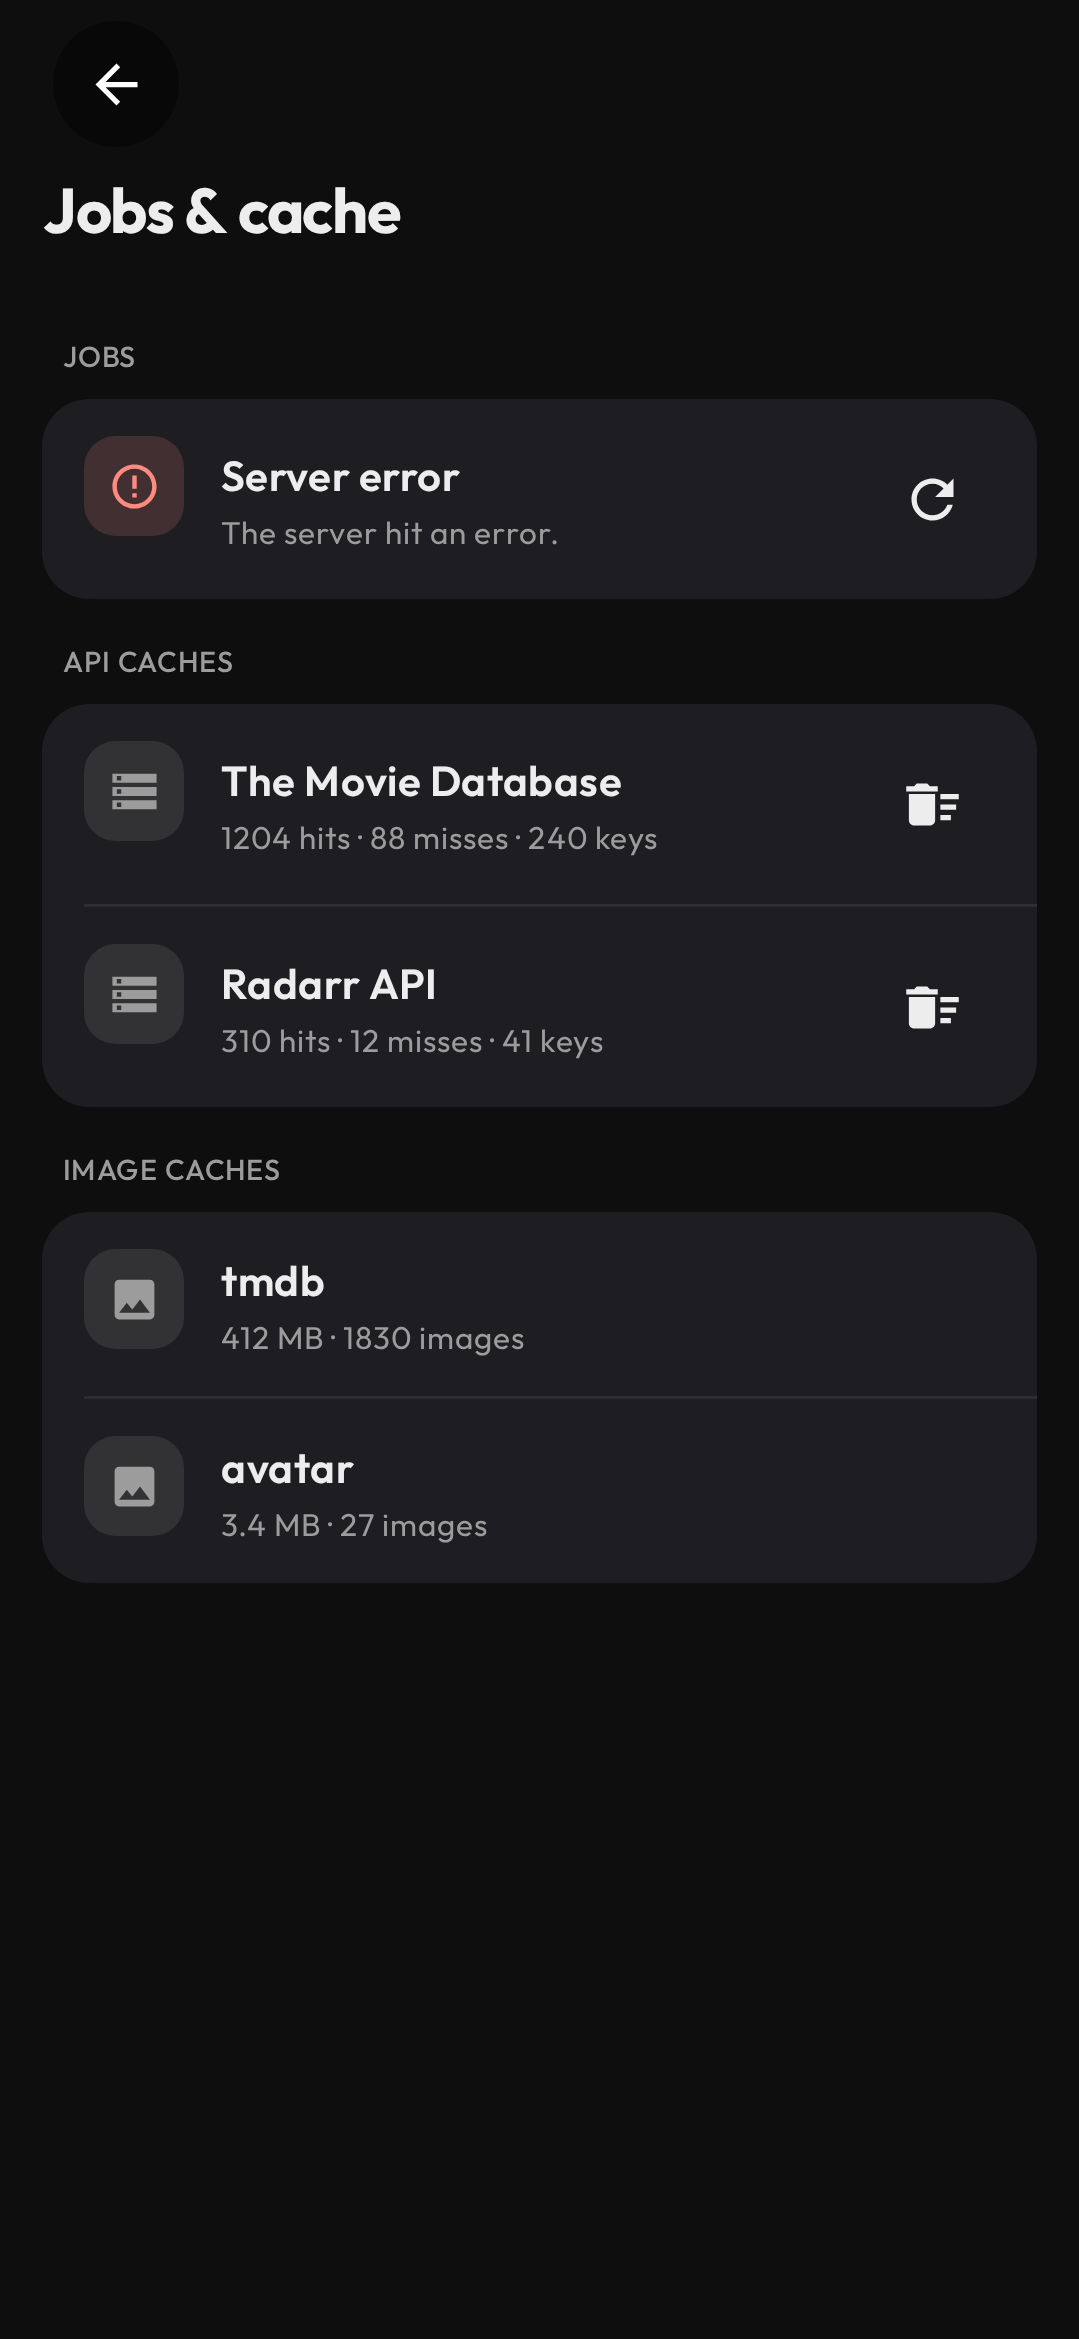 Jobs & cache
JOBS
Server error
The server hit an error.
API CACHES
The Movie Database
1204 hits · 88 misses · 240 keys
Radarr API
310 hits · 12 misses · 41 keys
IMAGE CACHES
tmdb
412 MB · 1830 images
avatar
3.4 MB · 27 images